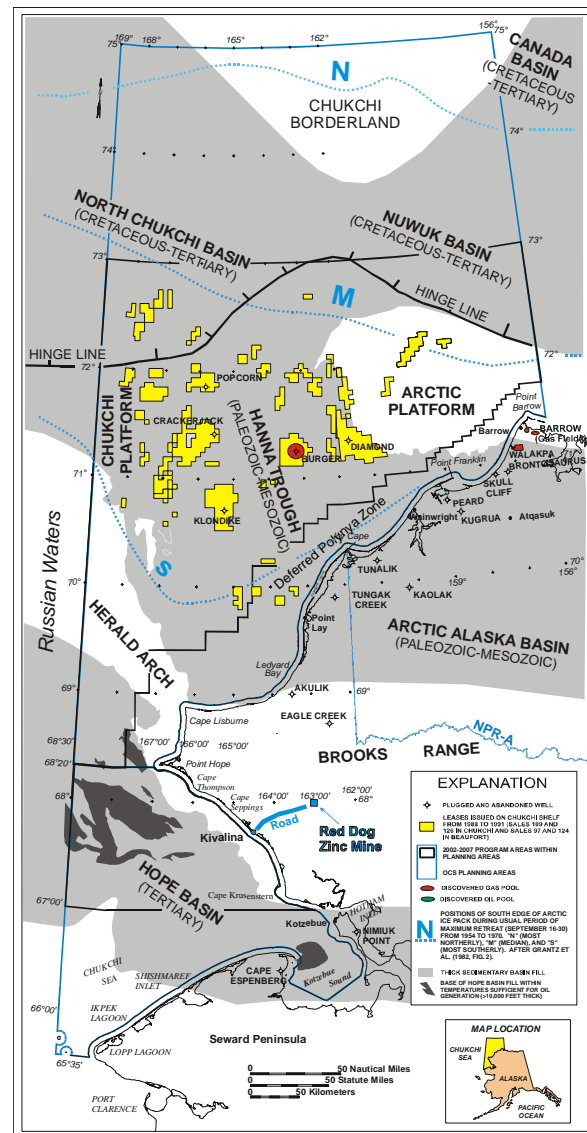 169°
168°
165°
162°
156°
75°
75°
CANADA
BASIN
(CRETACEOUS
-TERTIARY)
N
CHUKCHI
BORDERLAND
74°
74°
NORTH CHUKCHI BASIN
(CRETACEOUS-TERTIARY)
NUWUK BASIN
(CRETACEOUS-TERTIARY)
73°
73°
M
HINGE LINE
HINGE LINE
72°
72°
POPCORN
CHUKCHI
PLATFORM
ARCTIC
PLATFORM
Point
Barrow
CRACKERJACK
HANNA TROUGH
(PALEOZOIC-MESOZOIC)
DIAMOND
BURGER
Barrow
BARROW
(Gas Fields)
71°
WALAKPA
BRONTOSAURUS
Point Franklin
SKULL
CLIFF
71°
PEARD
KLONDIKE
Wainwright
KUGRUA
Atqasuk
Deferred Polynya Zone
S
Icy
Cape
70°
70°
156°
TUNALIK
159°
TUNGAK
CREEK
KAOLAK
Russian Waters
HERALD ARCH
Point
Lay
ARCTIC ALASKA BASIN
(PALEOZOIC-MESOZOIC)
Ledyard
Bay
69°
AKULIK
69°
Cape Lisburne
EAGLE CREEK
NPR-A
68°30'
167°00'
166°00'
165°00'
BROOKS RANGE
68°20'
Point Hope
Cape
Thompson
68°
164°00'
163°00'
162°00'
68°
Cape
Seppings
Road
Red Dog
Zinc Mine
Kivalina
HOPE BASIN
(TERTIARY)
Cape Krusenstern
67°00'
HOTHAM
INLET
Kotzebue
NIMIUK
POINT
CHUKCHI
SEA
SHISHMAREF
INLET
CAPE
ESPENBERG
Kotzebue
Sound
IKPEK
LAGOON
66°00'
LOPP LAGOON
Seward Peninsula
65°35'
PORT
CLARENCE
0 50 Nautical Miles
0 50 Statute Miles
0 50 Kilometers
EXPLANATION
PLUGGED AND ABANDONED WELL
LEASES ISSUED ON CHUKCHI SHELF
FROM 1988 TO 1991 (SALES 109 AND
126 IN CHUKCHI AND SALES 97 AND 124
IN BEAUFORT)
2002-2007 PROGRAM AREAS WITHIN
PLANNING AREAS
OCS PLANNING AREAS
DISCOVERED GAS POOL
DISCOVERED OIL POOL
N
POSITIONS OF SOUTH EDGE OF ARCTIC
ICE PACK DURING USUAL PERIOD OF
MAXIMUM RETREAT (SEPTEMBER 16-30)
FROM 1954 TO 1970. "N" (MOST
NORTHERLY), "M" (MEDIAN), AND "S"
(MOST SOUTHERLY). AFTER GRANTZ ET
AL. (1982, FIG. 2).
THICK SEDIMENTARY BASIN FILL
BASE OF HOPE BASIN FILL WITHIN
TEMPERATURES SUFFICIENT FOR OIL
GENERATION (>10,000 FEET THICK)
MAP LOCATION
CHUKCHI
SEA
ALASKA
PACIFIC
OCEAN